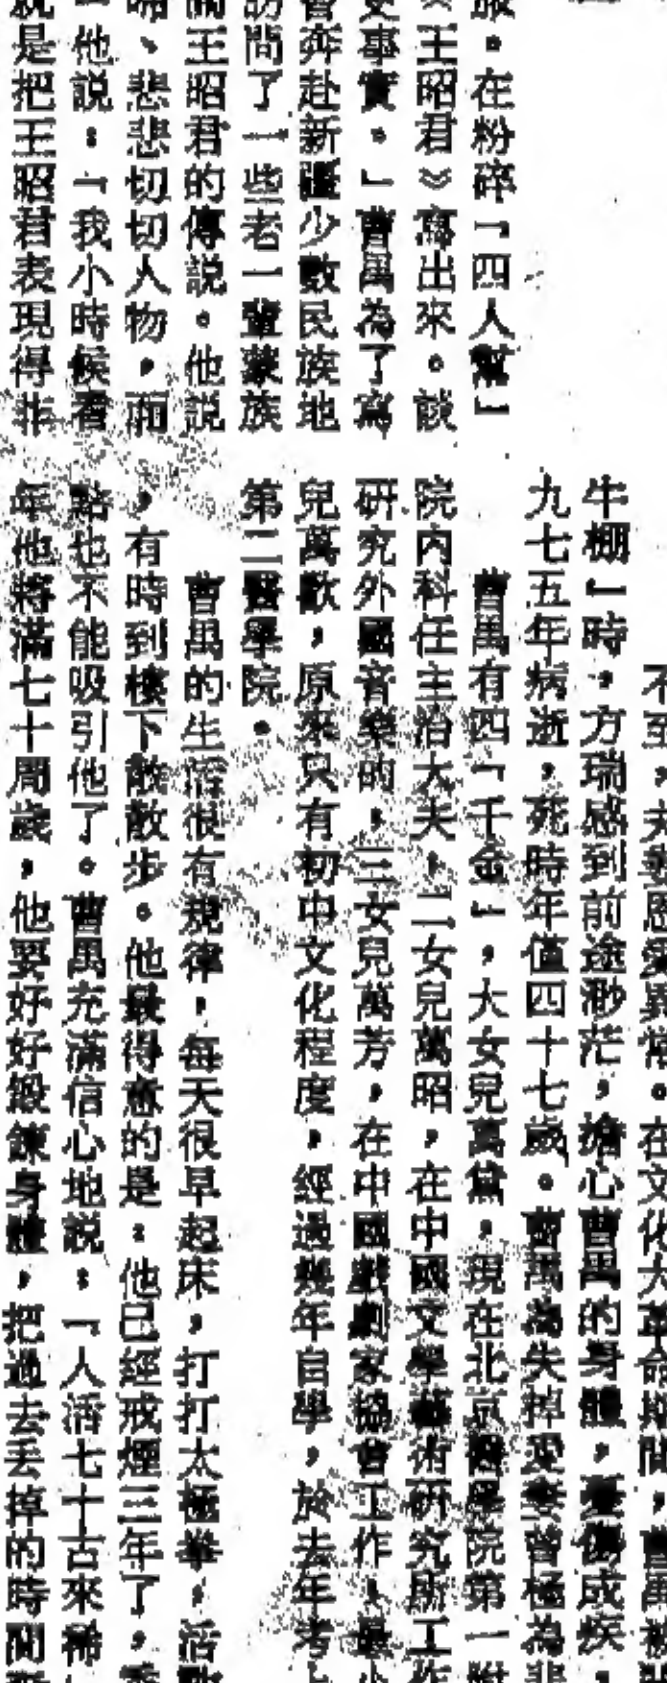 服。在粉碎「四人幫」
《王昭君》寫出來。談
史事實。」曹禺為了寫
曾奔赴新疆少數民族地
訪問了一些老一輩蒙族
關王昭君的傳說。他說
啼、悲悲切切人物，而
「他說：「我小時候看
就是把王昭君表現得非
不至，夫妻恩愛異常。在文化大革命期間，曹禺被
牛棚」時，方瑞感到前途渺茫，擔心曹禺的身體，憂傷成疾，
九七五年病逝，死時年僅四十七歲。曹禺為失掉愛妻曾極為悲
曹禺有四「千金」，大女兒萬黛，現在北京醫學院第一附
院內科任主治大夫，二女兒萬昭，在中國文學藝術研究所工作
研究外國音樂的，三女兒萬芳，在中國戲劇家協會工作，最小
兒萬歡，原來只有初中文化程度，經過幾年自學，於去年考上
第二醫學院。
曹禺的生活很有規律，每天很早起床，打打太極拳，活動
，有時到樓下散散步。他最得意的是：他已經戒煙三年了，
點也不能吸引他了。曹禺充滿信心地說：「人活七十古來稀
年他將滿七十周歲，他要好好鍛鍊身體，把過去丟掉的時間